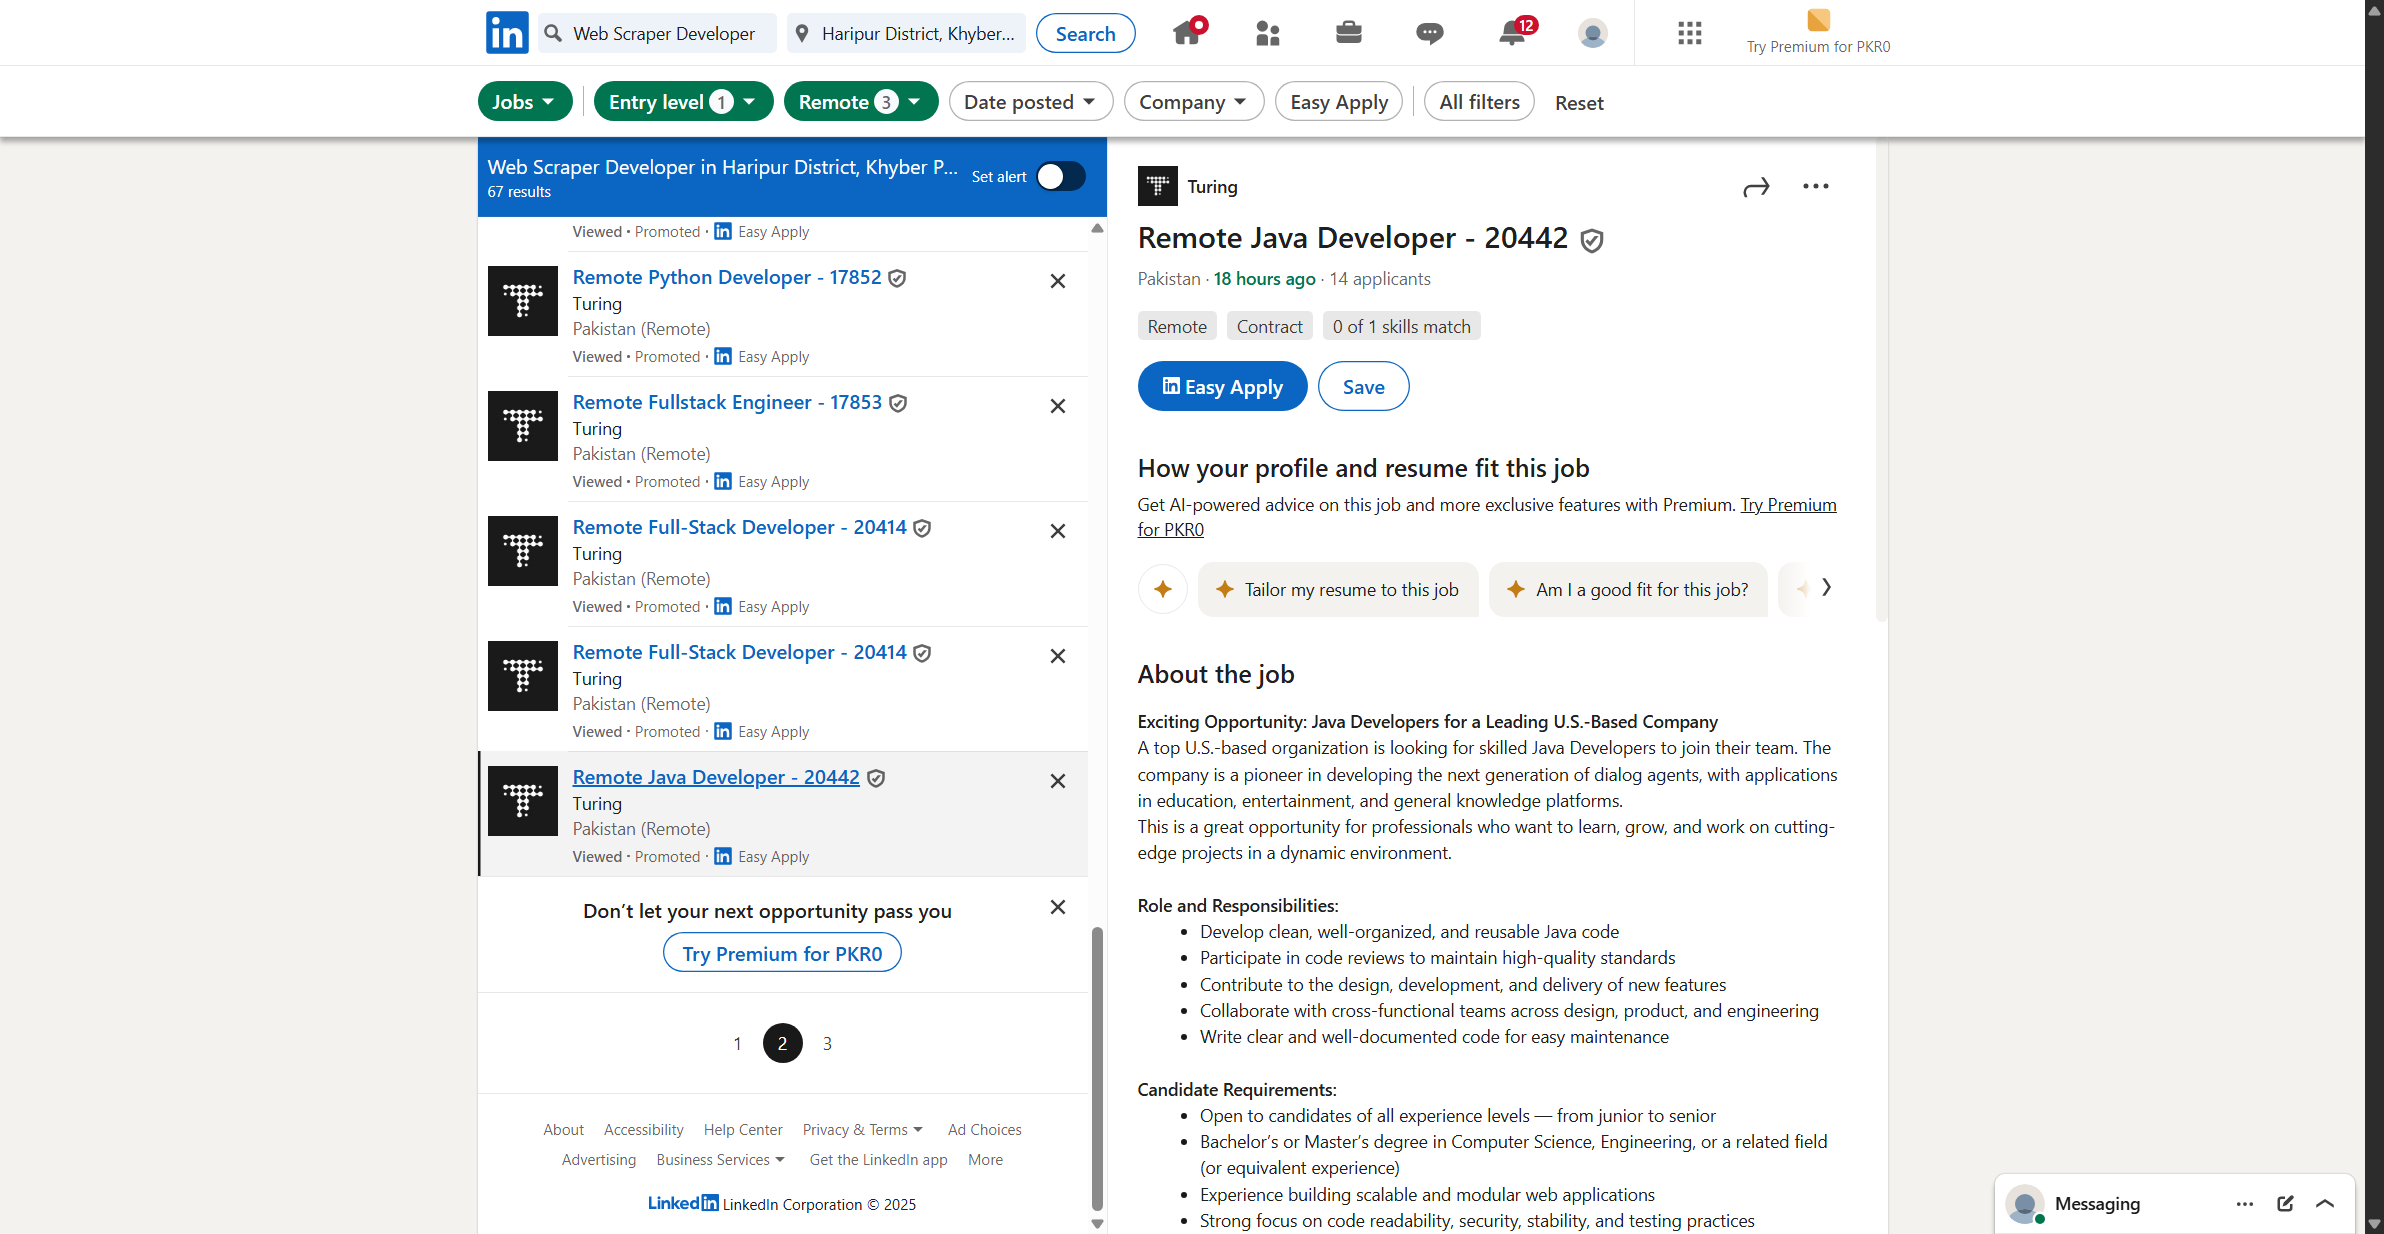 in
Web Scraper Developer
Haripur District, Khyber...
Search
12
Try Premium for PKR0
Jobs
Entry level 1
Remote 3
Date posted
Company
Easy Apply
All filters
Reset
Web Scraper Developer in Haripur District, Khyber P...
67 results
Set alert
Viewed · Promoted · in Easy Apply
Remote Python Developer - 17852
Turing
Pakistan (Remote)
Viewed · Promoted · in Easy Apply
Remote Fullstack Engineer - 17853
Turing
Pakistan (Remote)
Viewed · Promoted · in Easy Apply
Remote Full-Stack Developer - 20414
Turing
Pakistan (Remote)
Viewed · Promoted · in Easy Apply
Remote Full-Stack Developer - 20414
Turing
Pakistan (Remote)
Viewed · Promoted · in Easy Apply
Remote Java Developer - 20442
Turing
Pakistan (Remote)
Viewed · Promoted · in Easy Apply
Don’t let your next opportunity pass you
Try Premium for PKR0
1 2 3
About Accessibility Help Center Privacy & Terms Ad Choices
Advertising Business Services Get the LinkedIn app More
LinkedIn LinkedIn Corporation © 2025
Turing
Remote Java Developer - 20442
Pakistan · 18 hours ago · 14 applicants
Remote Contract 0 of 1 skills match
in Easy Apply
Save
How your profile and resume fit this job
Get AI-powered advice on this job and more exclusive features with Premium. Try Premium
for PKR0
Tailor my resume to this job
Am I a good fit for this job?
About the job
Exciting Opportunity: Java Developers for a Leading U.S.-Based Company
A top U.S.-based organization is looking for skilled Java Developers to join their team. The
company is a pioneer in developing the next generation of dialog agents, with applications
in education, entertainment, and general knowledge platforms.
This is a great opportunity for professionals who want to learn, grow, and work on cutting-
edge projects in a dynamic environment.
Role and Responsibilities:
• Develop clean, well-organized, and reusable Java code
• Participate in code reviews to maintain high-quality standards
• Contribute to the design, development, and delivery of new features
• Collaborate with cross-functional teams across design, product, and engineering
• Write clear and well-documented code for easy maintenance
Candidate Requirements:
• Open to candidates of all experience levels — from junior to senior
• Bachelor’s or Master’s degree in Computer Science, Engineering, or a related field
(or equivalent experience)
• Experience building scalable and modular web applications
• Strong focus on code readability, security, stability, and testing practices
Messaging